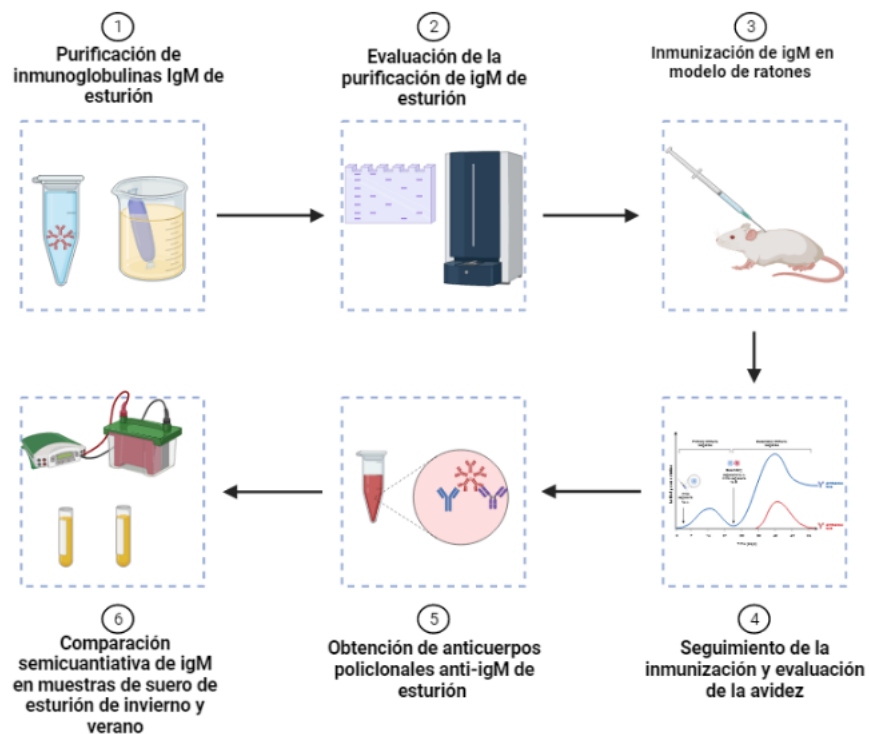 1
Purificación de
inmunoglobulinas IgM de
esturión
2
Evaluación de la
purificación de igM de
esturión
3
Inmunización de igM en
modelo de ratones
6
Comparación
semicuantiativa de igM
en muestras de suero de
esturión de invierno y
verano
5
Obtención de anticuerpos
policlonales anti-igM de
esturión
4
Seguimiento de la
inmunización y evaluación
de la avidez